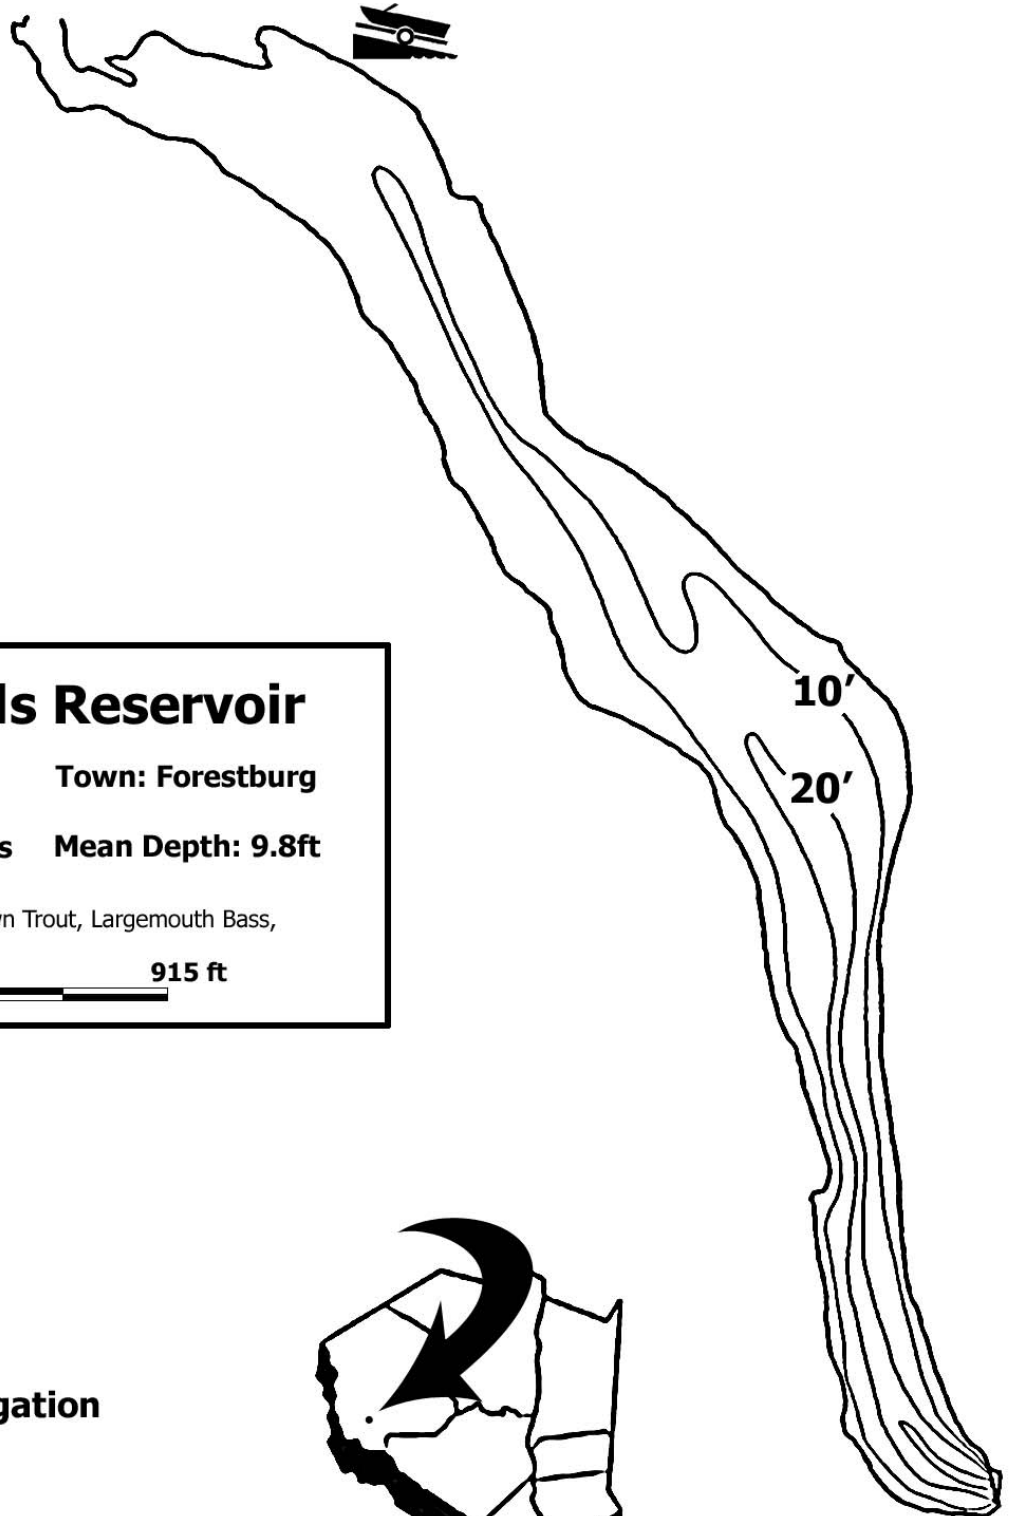 10’
20’
ls Reservoir
Town: Forestburg
s Mean Depth: 9.8ft
n Trout, Largemouth Bass,
915 ft
gation